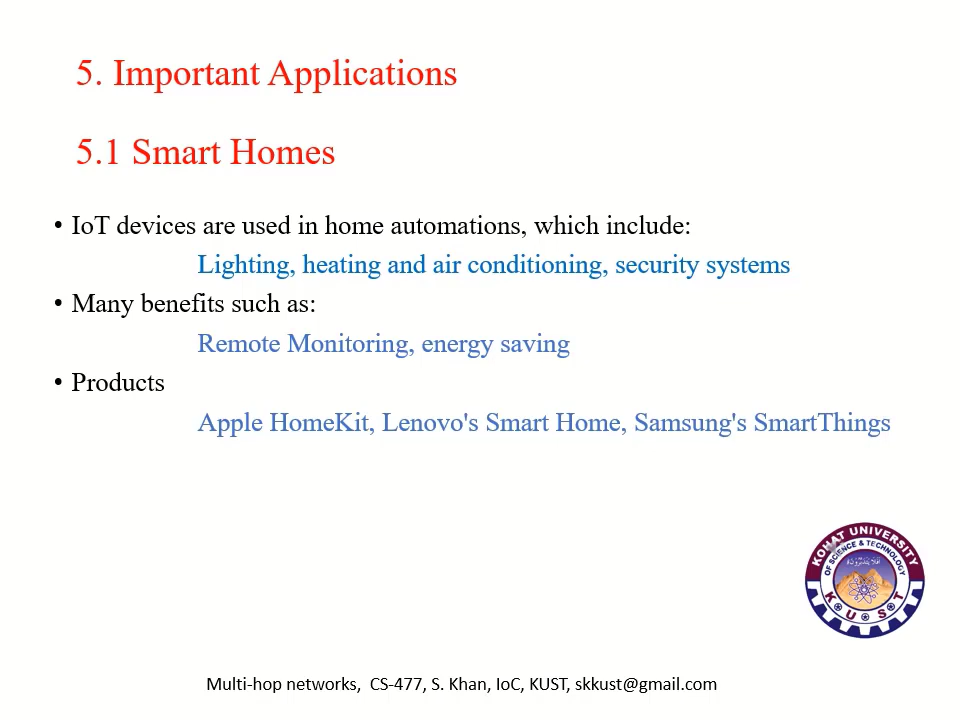 5. Important Applications
5.1 Smart Homes
• IoT devices are used in home automations, which include:
Lighting, heating and air conditioning, security systems
• Many benefits such as:
Remote Monitoring, energy saving
• Products
Apple HomeKit, Lenovo's Smart Home, Samsung's SmartThings
KOHAT UNIVERSITY
OF SCIENCE & TECHNOLOGY
K U S T
Multi-hop networks, CS-477, S. Khan, IoC, KUST, skkust@gmail.com